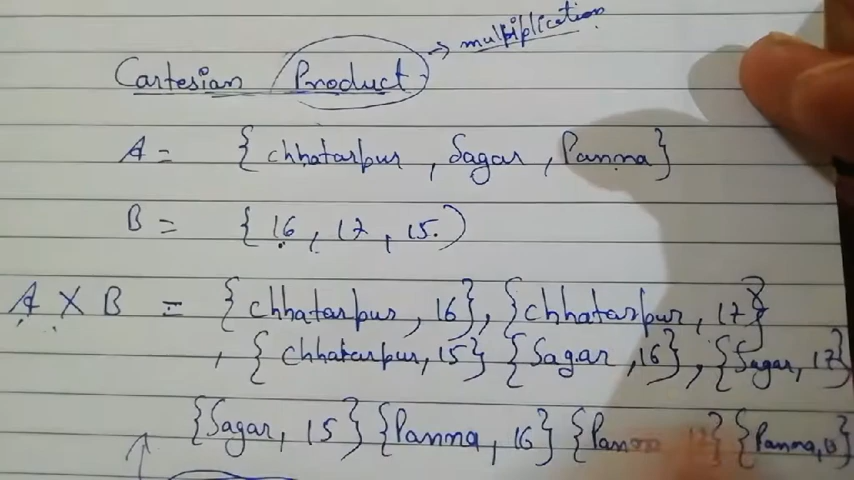 → multiplication
Cartesian Product
A = { chhatarpur, Sagar, Panna }
B = { 16, 17, 15. )
A X B = { chhatarpur, 16 }, { chhatarpur, 17 }
, { chhatarpur, 15 } { Sagar, 16 }, { Sagar, 17 }
{ Sagar, 15 } { Panna, 16 } { Panna } { Panna, }